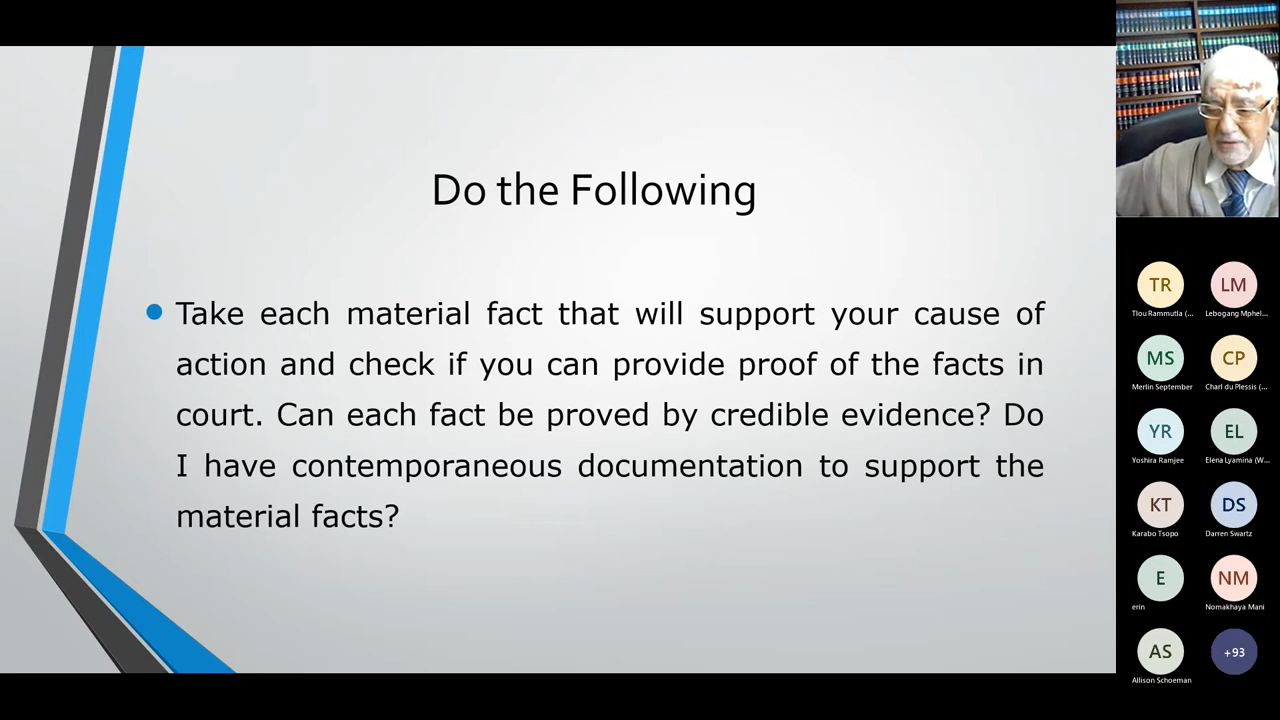 Do the Following
Take each material fact that will support your cause of
action and check if you can provide proof of the facts in
court. Can each fact be proved by credible evidence? Do
I have contemporaneous documentation to support the
material facts?
TR
LM
Tlou Rammutla (...
Lebogang Mphel...
MS
CP
Merlin September
Charl du Plessis (...
YR
EL
Yoshira Ramjee
Elena Lyamina (W...
KT
DS
Karabo Tsopo
Darren Swartz
E
NM
erin
Nomakhaya Mani
AS
+93
Allison Schoeman